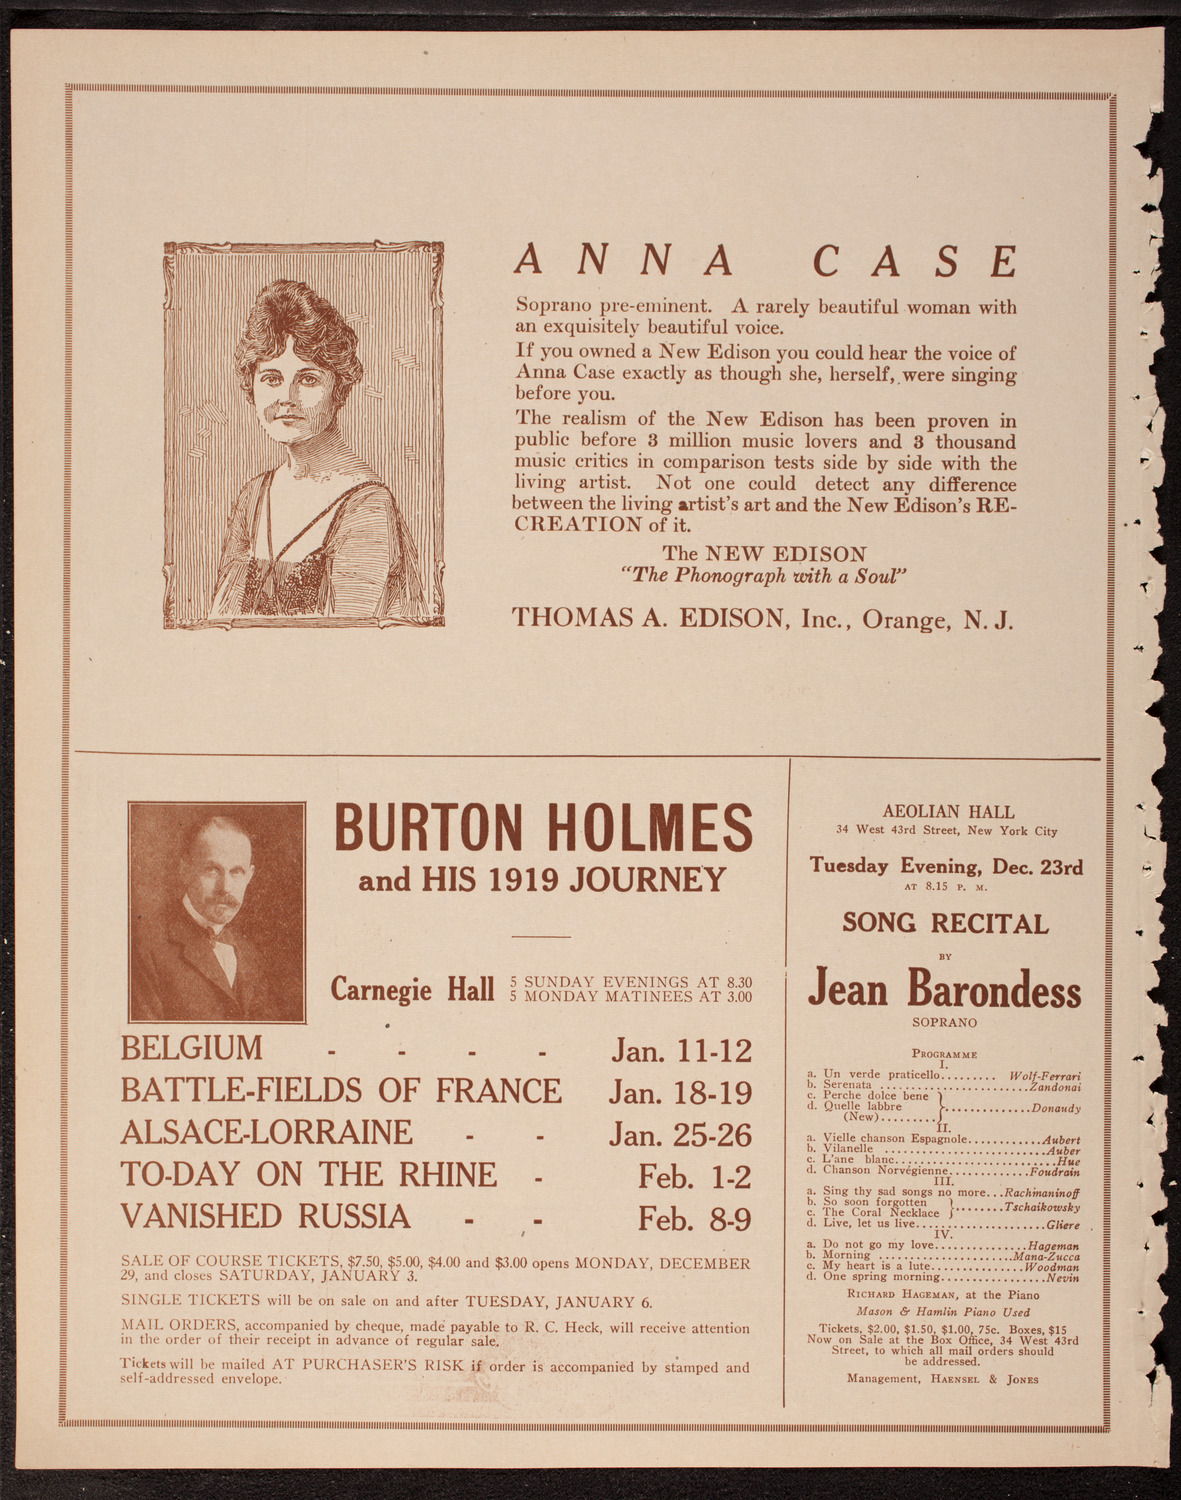 ANNA CASE
Soprano pre-eminent. A rarely beautiful woman with
an exquisitely beautiful voice.
If you owned a New Edison you could hear the voice of
Anna Case exactly as though she, herself, were singing
before you.
The realism of the New Edison has been proven in
public before 3 million music lovers and 3 thousand
music critics in comparison tests side by side with the
living artist. Not one could detect any difference
between the living artist's art and the New Edison's RE-
CREATION of it.
The NEW EDISON
"The Phonograph with a Soul"
THOMAS A. EDISON, Inc., Orange, N. J.
BURTON HOLMES
and HIS 1919 JOURNEY
Carnegie Hall 5 SUNDAY EVENINGS AT 8.30
5 MONDAY MATINEES AT 3.00
BELGIUM - - - - Jan. 11-12
BATTLE-FIELDS OF FRANCE Jan. 18-19
ALSACE-LORRAINE - - Jan. 25-26
TO-DAY ON THE RHINE - Feb. 1-2
VANISHED RUSSIA - - Feb. 8-9
SALE OF COURSE TICKETS, $7.50, $5.00, $4.00 and $3.00 opens MONDAY, DECEMBER
29, and closes SATURDAY, JANUARY 3.
SINGLE TICKETS will be on sale on and after TUESDAY, JANUARY 6.
MAIL ORDERS, accompanied by cheque, made payable to R. C. Heck, will receive attention
in the order of their receipt in advance of regular sale.
Tickets will be mailed AT PURCHASER'S RISK if order is accompanied by stamped and
self-addressed envelope.
AEOLIAN HALL
34 West 43rd Street, New York City
Tuesday Evening, Dec. 23rd
AT 8.15 P. M.
SONG RECITAL
BY
Jean Barondess
SOPRANO
PROGRAMME
I.
a. Un verde praticello......... Wolf-Ferrari
b. Serenata ...........................Zandonai
c. Perche dolce bene
d. Quelle labbre ..............Donaudy
(New).........
II.
a. Vielle chanson Espagnole............Aubert
b. Vilanelle ..........................Auber
c. L'ane blanc..........................Hue
d. Chanson Norvégienne.............Foudrain
III.
a. Sing thy sad songs no more...Rachmaninoff
b. So soon forgotten
c. The Coral Necklace .........Tschaikowsky
d. Live, let us live......................Gliere
IV.
a. Do not go my love...............Hageman
b. Morning ......................Mana-Zucca
c. My heart is a lute...............Woodman
d. One spring morning.................Nevin
RICHARD HAGEMAN, at the Piano
Mason & Hamlin Piano Used
Tickets, $2.00, $1.50, $1.00, 75c. Boxes, $15
Now on Sale at the Box Office, 34 West 43rd
Street, to which all mail orders should
be addressed.
Management, HAENSEL & JONES